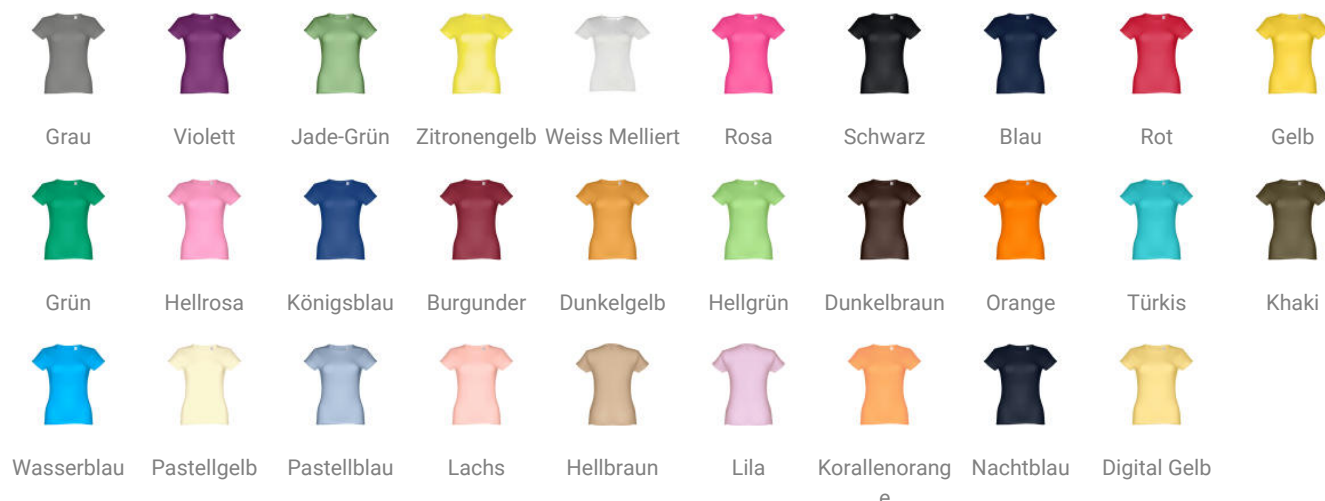 Grau Violett Jade-Grün Zitronengelb Weiss Melliert Rosa Schwarz Blau Rot Gelb
Grün Hellrosa Königsblau Burgunder Dunkelgelb Hellgrün Dunkelbraun Orange Türkis Khaki
Wasserblau Pastellgelb Pastellblau Lachs Hellbraun Lila Korallenorang Nachtblau Digital Gelb
e